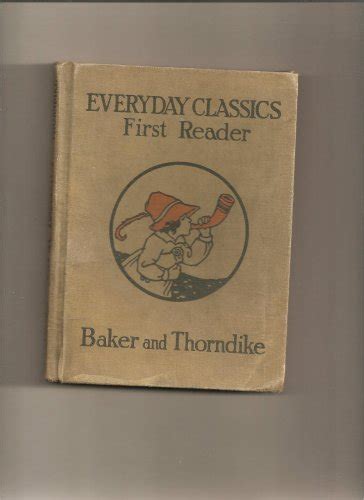 EVERYDAY CLASSICS
First Reader
Baker and Thorndike